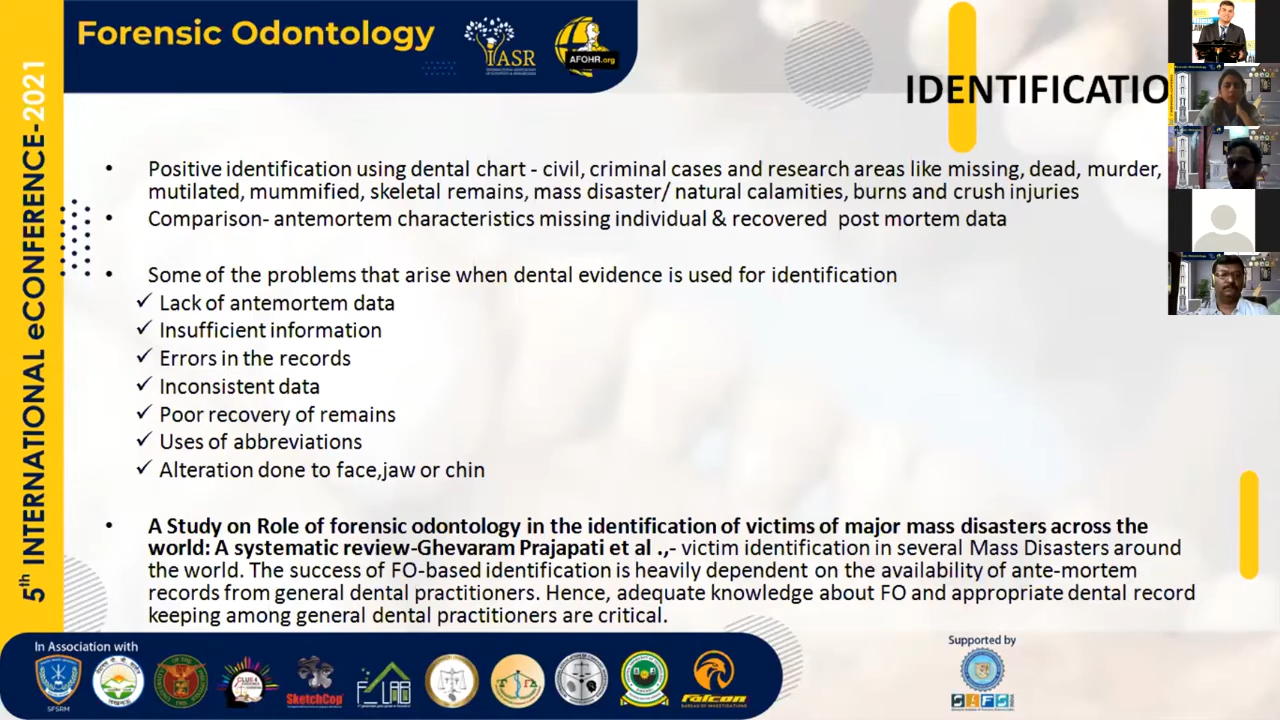 Forensic Odontology
IASR
AFOHR.org
5th INTERNATIONAL eCONFERENCE-2021
IDENTIFICATIO
• Positive identification using dental chart - civil, criminal cases and research areas like missing, dead, murder,
mutilated, mummified, skeletal remains, mass disaster/ natural calamities, burns and crush injuries
• Comparison- antemortem characteristics missing individual & recovered post mortem data
• Some of the problems that arise when dental evidence is used for identification
✓ Lack of antemortem data
✓ Insufficient information
✓ Errors in the records
✓ Inconsistent data
✓ Poor recovery of remains
✓ Uses of abbreviations
✓ Alteration done to face,jaw or chin
• A Study on Role of forensic odontology in the identification of victims of major mass disasters across the
world: A systematic review-Ghevaram Prajapati et al .,- victim identification in several Mass Disasters around
the world. The success of FO-based identification is heavily dependent on the availability of ante-mortem
records from general dental practitioners. Hence, adequate knowledge about FO and appropriate dental record
keeping among general dental practitioners are critical.
In Association with
SFSRM
SketchCop
F LAB
Falcon
BUREAU OF INVESTIGATIONS
Supported by
SIFS